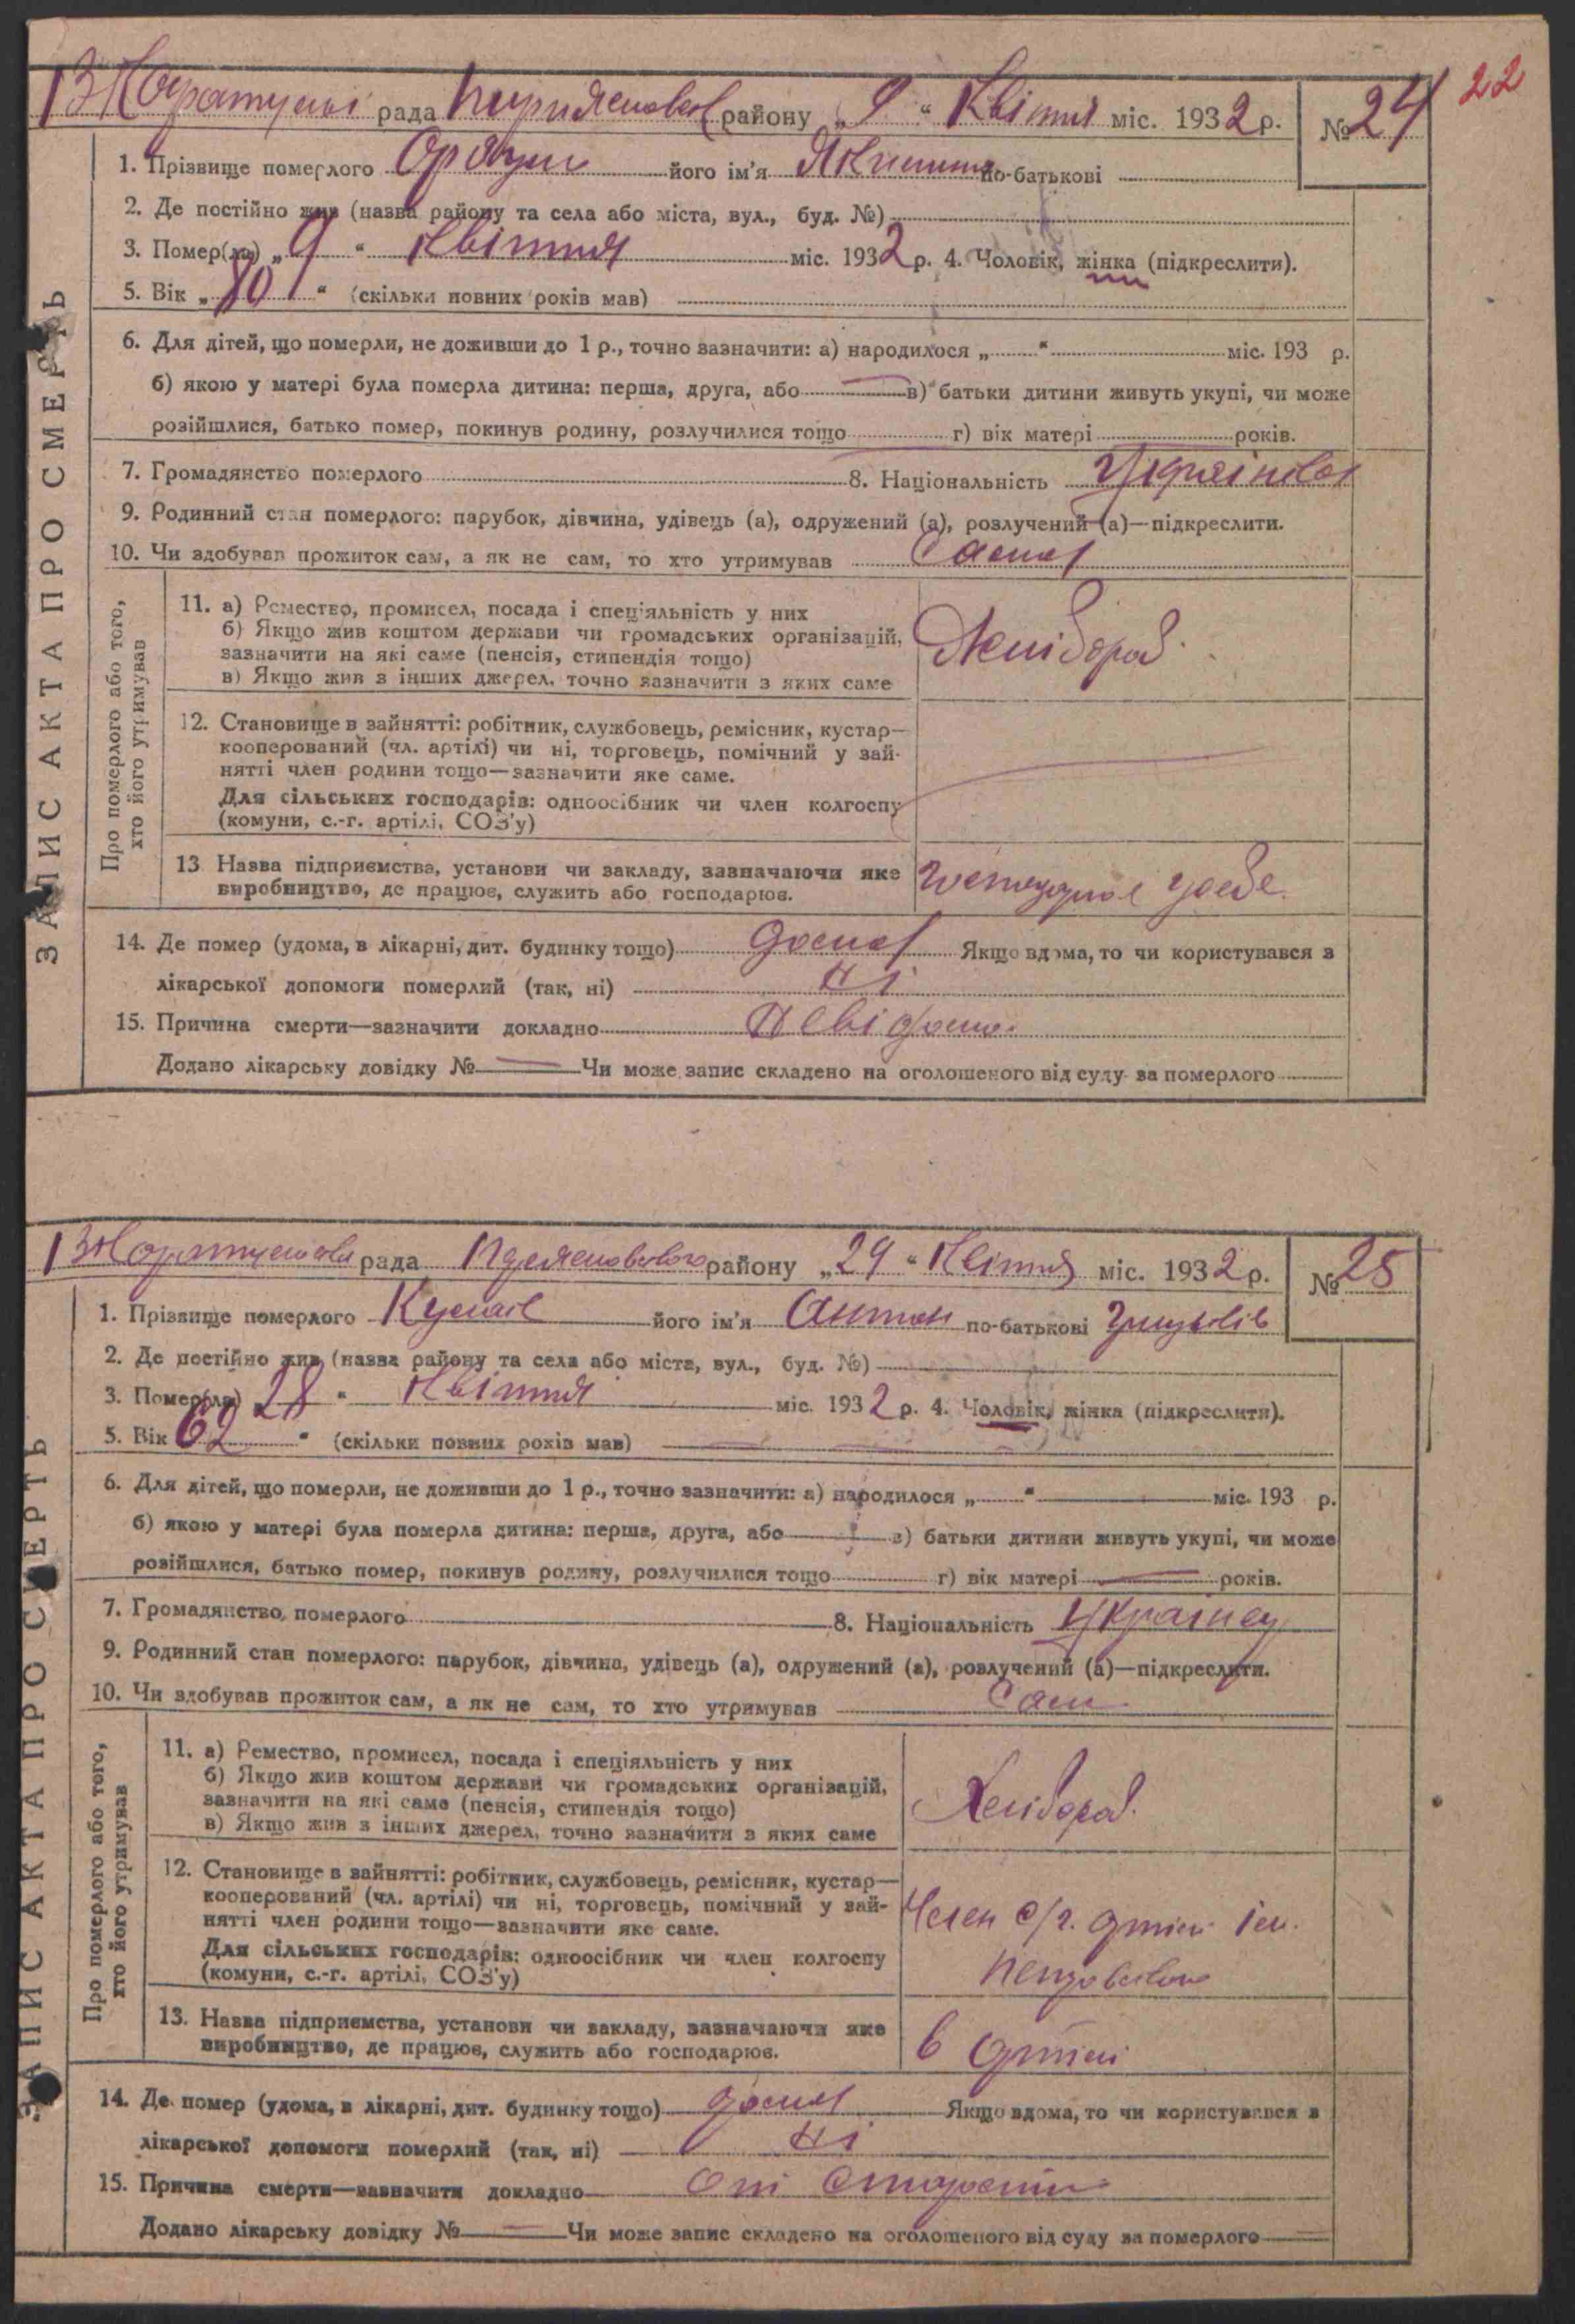 22
рада району „9“ Квітня міс. 1932 р. № 24
ЗАПИС АКТА ПРО СМЕРТЬ
1. Прізвище померлого його ім'я по-батькові
2. Де постійно жив (назва району та села або міста, вул., буд. №)
3. Помер(ла) „9“ Квітня міс. 1932 р. 4. Чоловік, жінка (підкреслити).
5. Вік „80“ (скільки повних років мав)
6. Для дітей, що померли, не доживши до 1 р., точно зазначити: а) народилося „ “ міс. 193 р.
б) якою у матері була померла дитина: перша, друга, або — в) батьки дитини живуть укупі, чи може
розійшлися, батько помер, покинув родину, розлучилися тощо г) вік матері років.
7. Громадянство померлого 8. Національність
9. Родинний стан померлого: парубок, дівчина, удівець (а), одружений (а), розлучений (а)—підкреслити.
10. Чи здобував прожиток сам, а як не сам, то хто утримував Сама
Про померлого або того, хто його утримував
11. а) Ремество, промисел, посада і спеціяльність у них
б) Якщо жив коштом держави чи громадських організацій,
зазначити на які саме (пенсія, стипендія тощо)
в) Якщо жив з інших джерел, точно зазначити з яких саме
Хлібороб
12. Становище в зайнятті: робітник, службовець, ремісник, кустар—
кооперований (чл. артілі) чи ні, торговець, помічний у зай-
нятті член родини тощо—зазначити яке саме.
Для сільських господарів: одноосібник чи член колгоспу
(комуни, с.-г. артілі, СОЗ'у)
13 Назва підприємства, установи чи закладу, зазначаючи яке
виробництво, де працює, служить або господарює.
14. Де помер (удома, в лікарні, дит. будинку тощо) дома Якщо вдома, то чи користувався з
лікарської допомоги померлий (так, ні) ні
15. Причина смерти—зазначити докладно Невідомо
Додано лікарську довідку № — Чи може запис складено на оголошеного від суду за померлого
рада району „29“ Квітня міс. 1932 р. № 25
ЗАПИС АКТА ПРО СМЕРТЬ
1. Прізвище померлого його ім'я Антон по-батькові
2. Де постійно жив (назва району та села або міста, вул., буд. №)
3. Помер(ла) 28 “ Квітня міс. 1932 р. 4. Чоловік, жінка (підкреслити).
5. Вік 62 “ (скільки повних років мав)
6. Для дітей, що померли, не доживши до 1 р., точно зазначити: а) народилося „ “ міс. 193 р.
б) якою у матері була померла дитина: перша, друга, або в) батьки дитини живуть укупі, чи може
розійшлися, батько помер, покинув родину, розлучилися тощо г) вік матері років.
7. Громадянство померлого 8. Національність Українец
9. Родинний стан померлого: парубок, дівчина, удівець (а), одружений (а), розлучений (а)—підкреслити.
10. Чи здобував прожиток сам, а як не сам, то хто утримував Сам
Про померлого або того, хто його утримував
11. а) Ремество, промисел, посада і спеціяльність у них
б) Якщо жив коштом держави чи громадських організацій,
зазначити на які саме (пенсія, стипендія тощо)
в) Якщо жив з інших джерел, точно зазначити з яких саме
Хлібороб.
12. Становище в зайнятті: робітник, службовець, ремісник, кустар—
кооперований (чл. артілі) чи ні, торговець, помічний у зай-
нятті член родини тощо—зазначити яке саме.
Для сільських господарів: одноосібник чи член колгоспу
(комуни, с.-г. артілі, СОЗ'у)
Член с/г. артілі ім.
13. Назва підприємства, установи чи закладу, зазначаючи яке
виробництво, де працює, служить або господарює.
в Артілі
14. Де помер (удома, в лікарні, дит. будинку тощо) дома Якщо вдома, то чи користувався з
лікарської допомоги померлий (так, ні) ні
15. Причина смерти—зазначити докладно Оті Старости
Додано лікарську довідку № — Чи може запис складено на оголошеного від суду за померлого